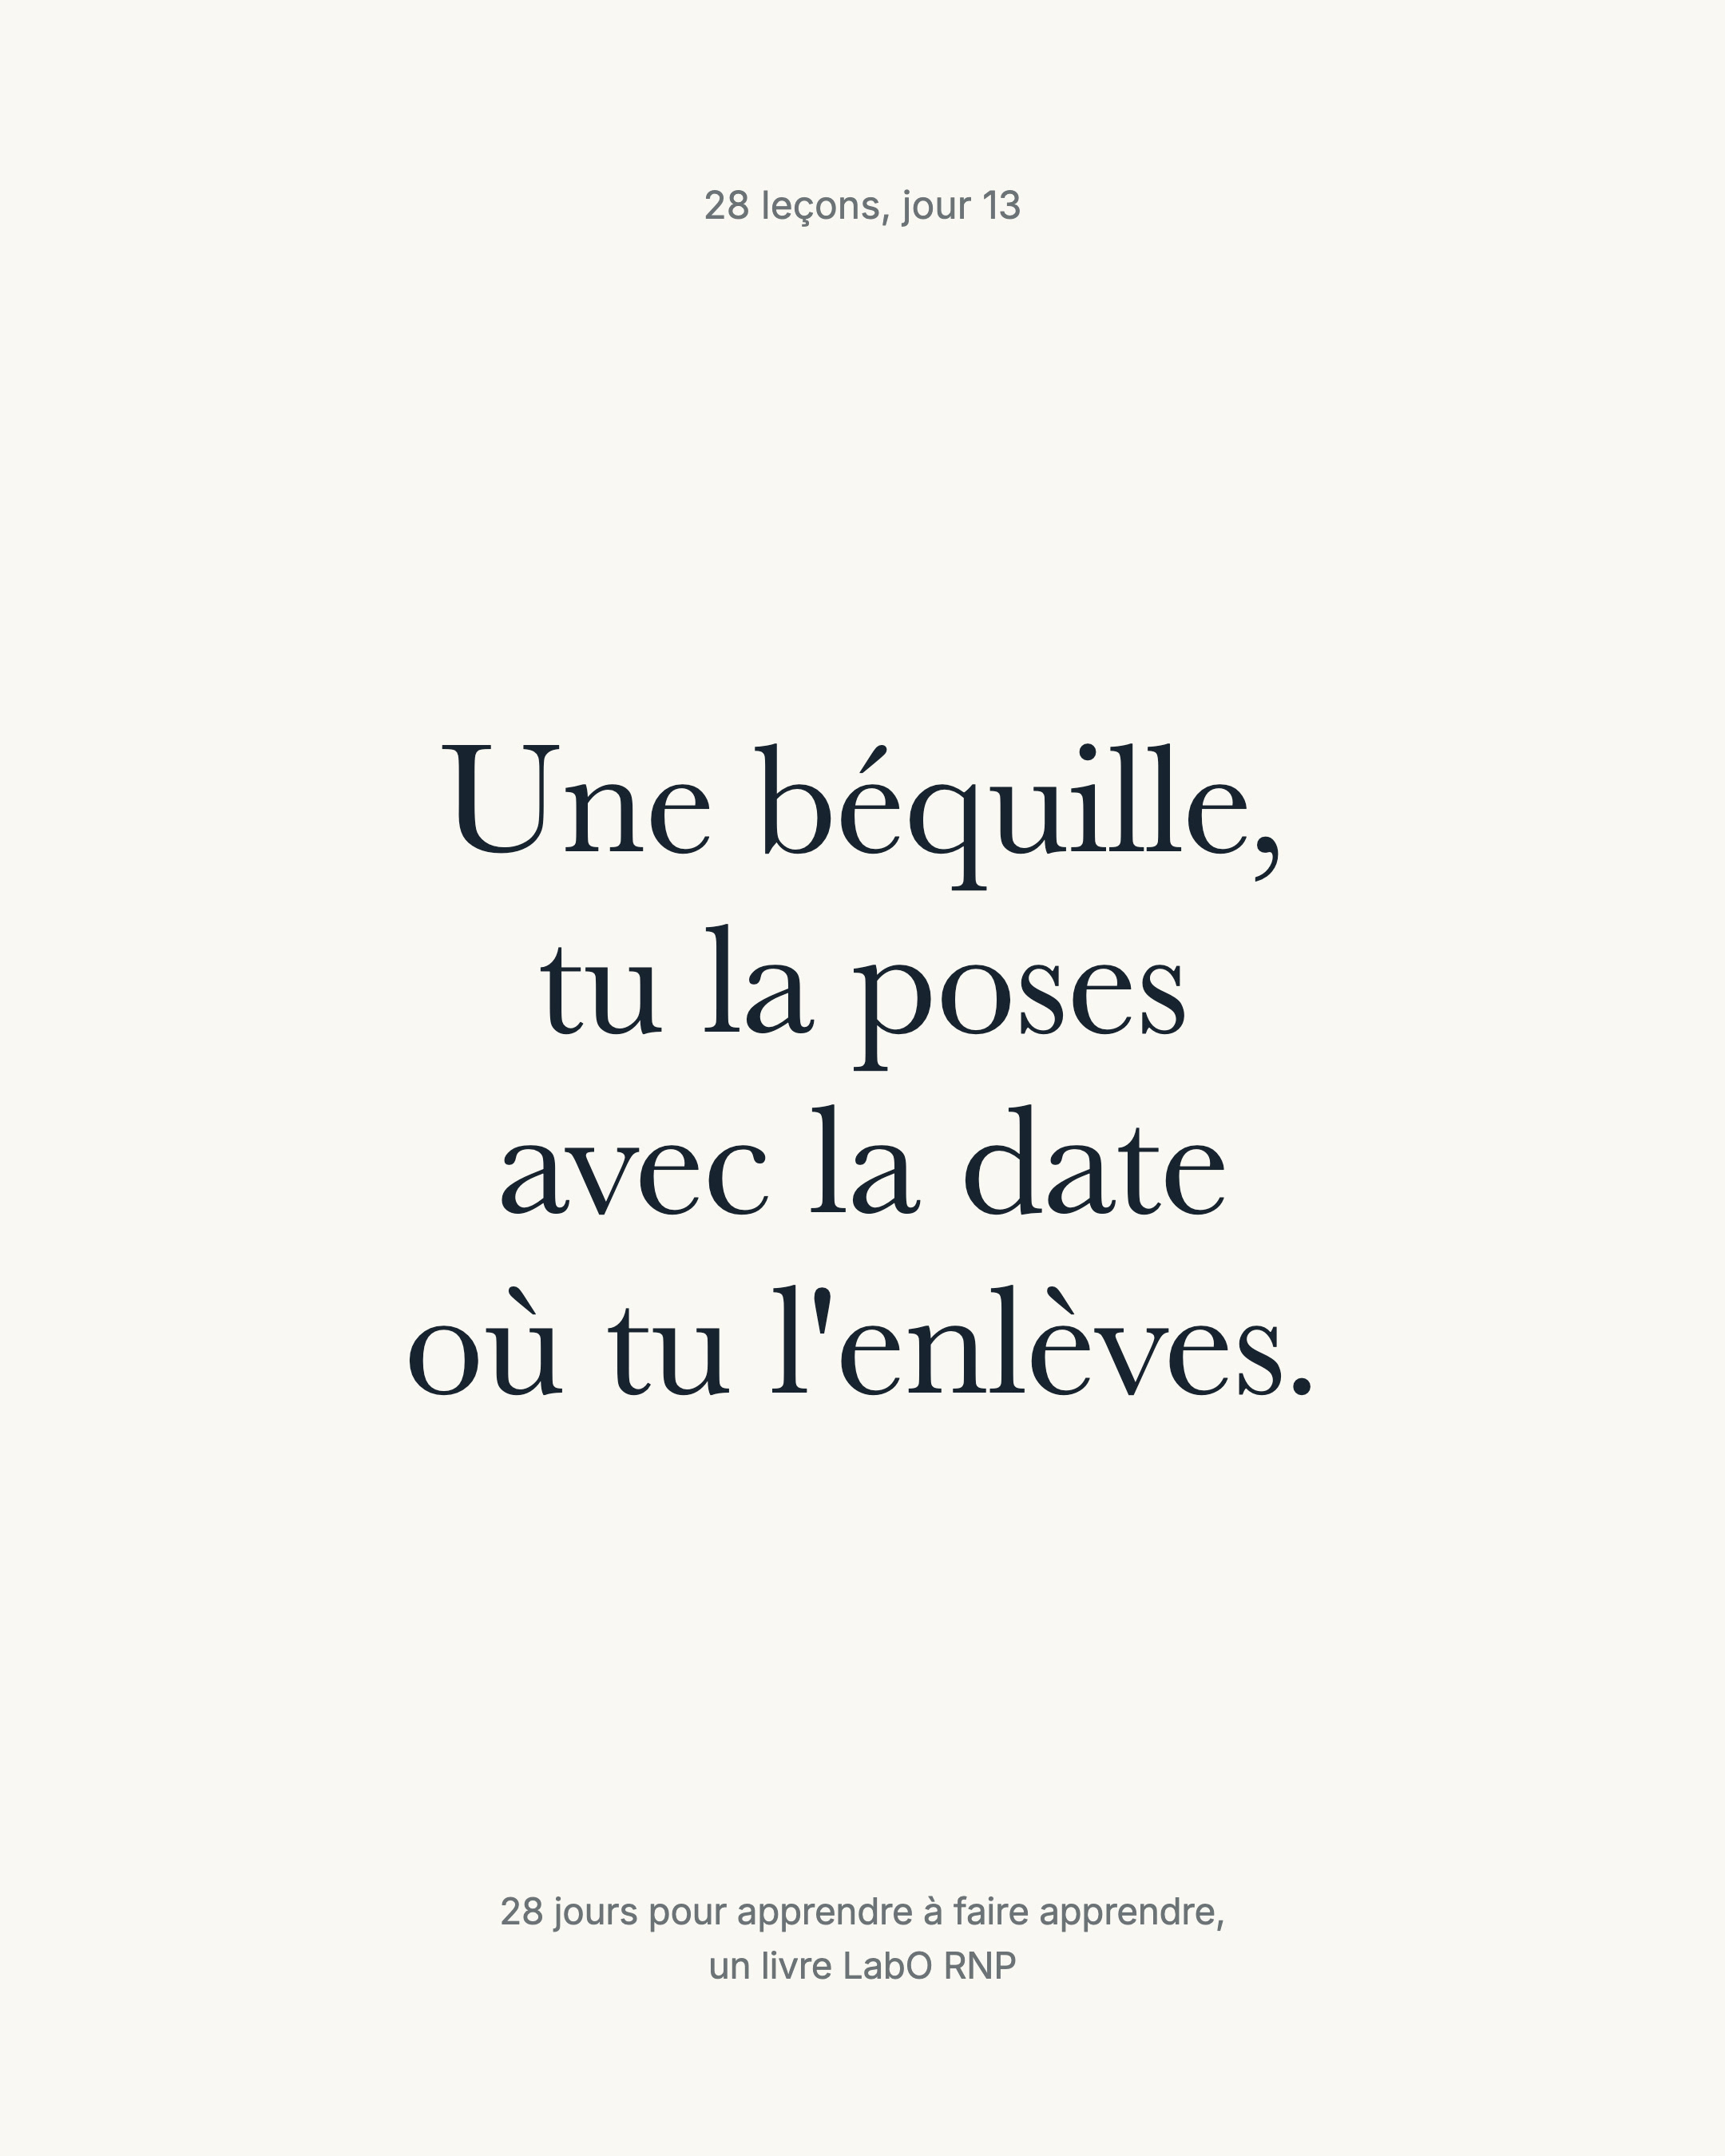 28 leçons, jour 13
Une béquille,
tu la poses
avec la date
où tu l'enlèves.
28 jours pour apprendre à faire apprendre,
un livre LabO RNP